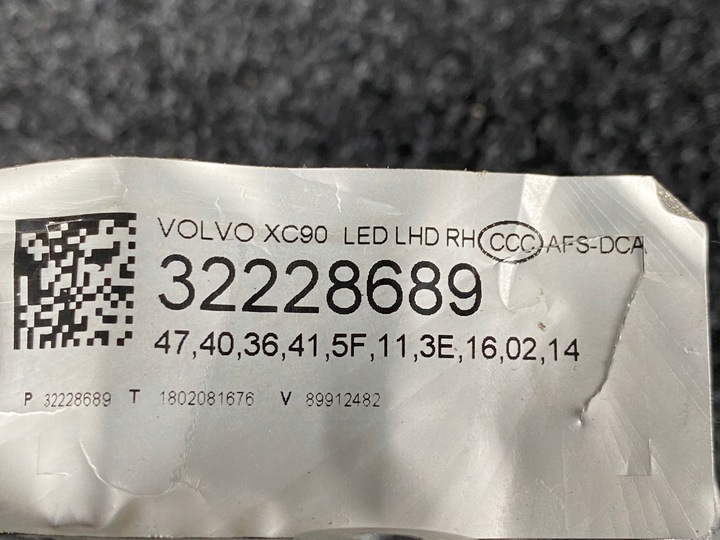 VOLVO XC90 LED LHD RH CCC AFS-DCA
32228689
47,40,36,41,5F,11,3E,16,02,14
P 32228689 T 1802081676 V 89912482